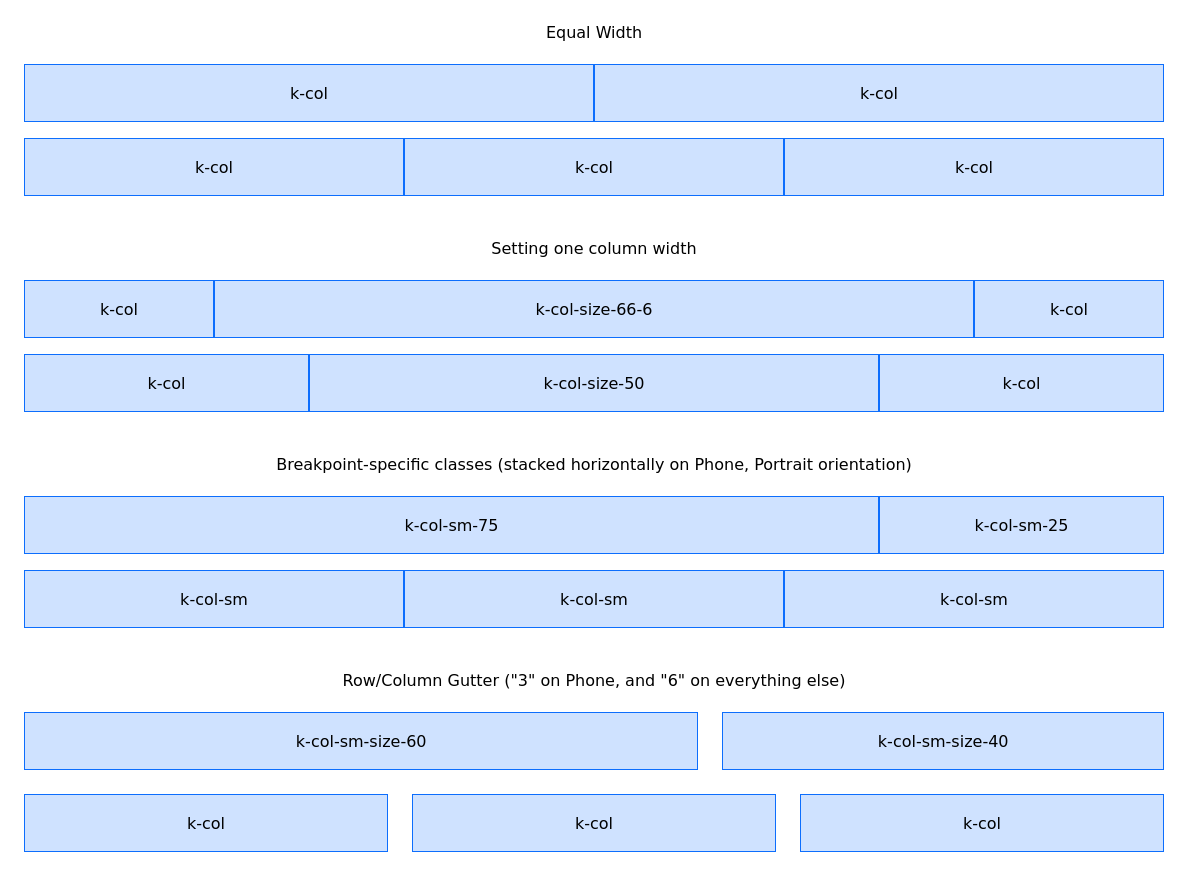 Equal Width
k-col k-col
k-col k-col k-col
Setting one column width
k-col k-col-size-66-6 k-col
k-col k-col-size-50 k-col
Breakpoint-specific classes (stacked horizontally on Phone, Portrait orientation)
k-col-sm-75 k-col-sm-25
k-col-sm k-col-sm k-col-sm
Row/Column Gutter ("3" on Phone, and "6" on everything else)
k-col-sm-size-60 k-col-sm-size-40
k-col k-col k-col